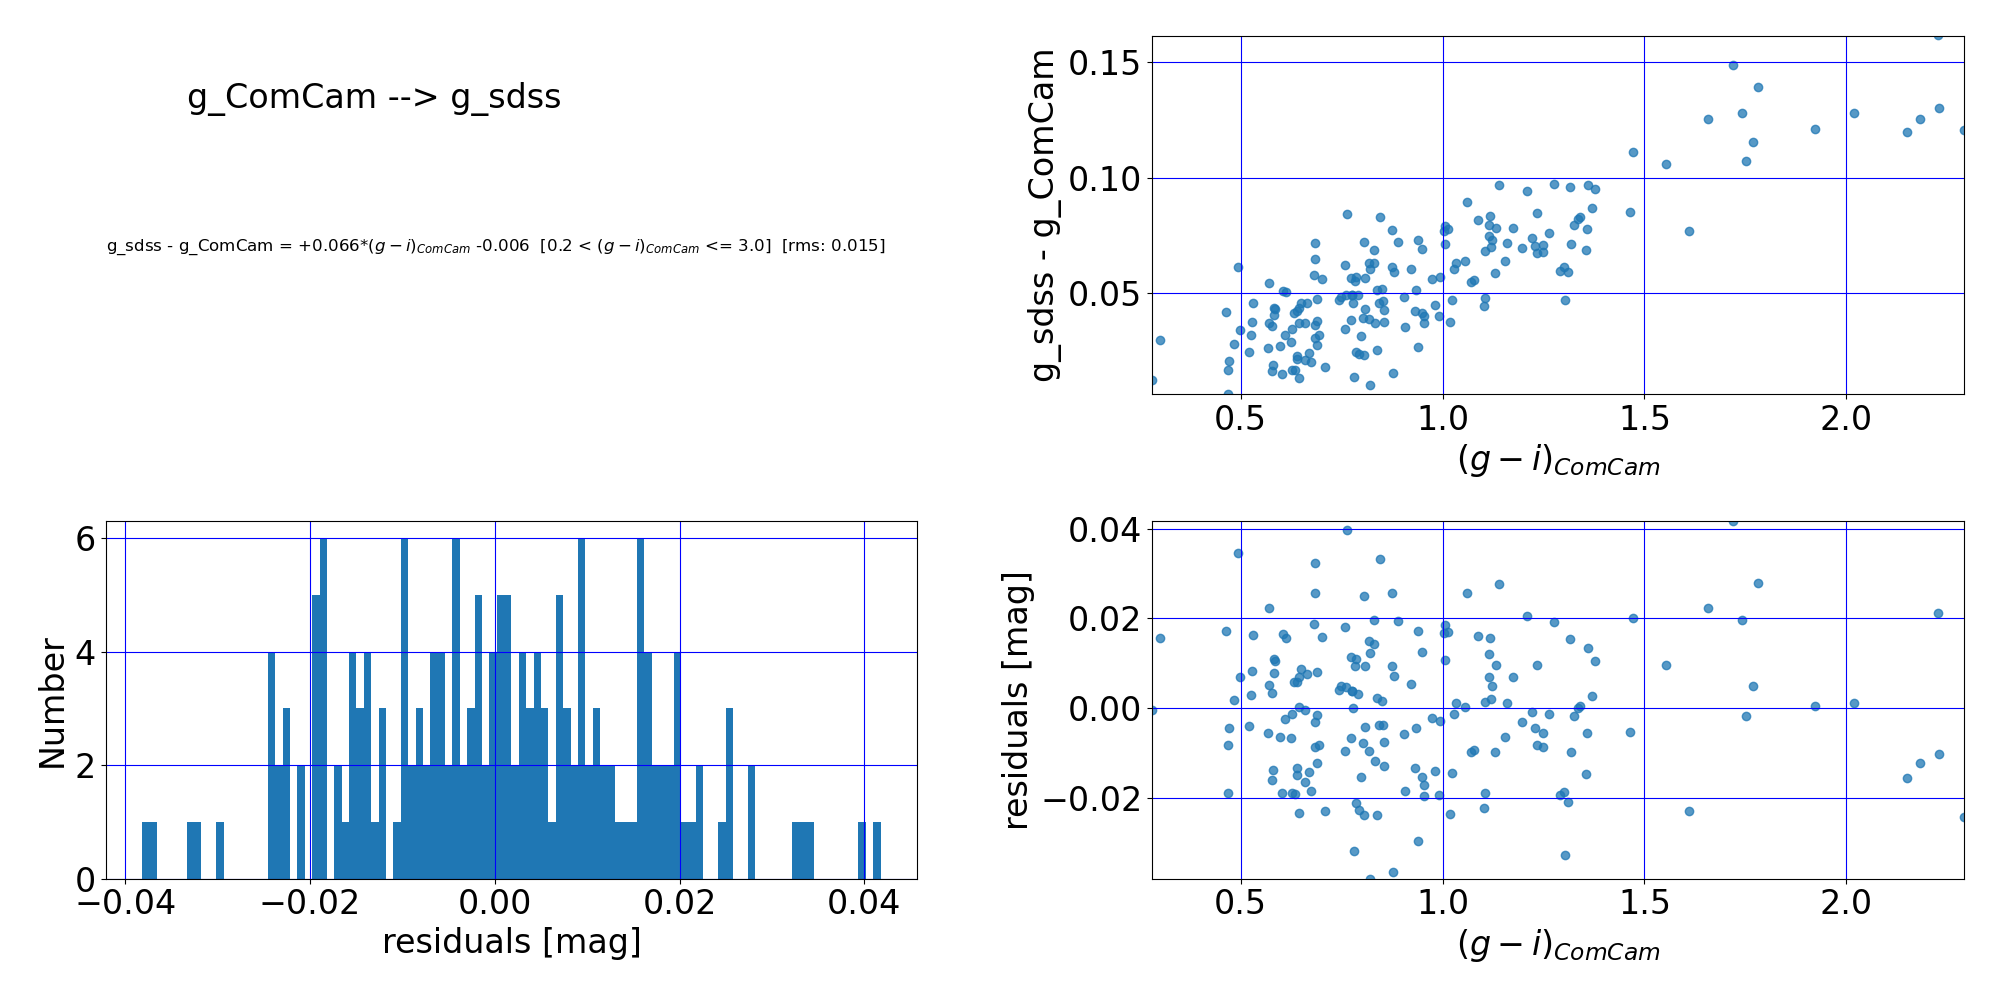 g_ComCam --> g_sdss
g_sdss - g_ComCam = +0.066*(g − i)ComCam -0.006 [0.2 < (g − i)ComCam <= 3.0] [rms: 0.015]
g_sdss - g_ComCam
0.15
0.10
0.05
0.5 1.0 1.5 2.0
(g − i)ComCam
Number
6
4
2
0
−0.04 −0.02 0.00 0.02 0.04
residuals [mag]
residuals [mag]
0.04
0.02
0.00
−0.02
0.5 1.0 1.5 2.0
(g − i)ComCam